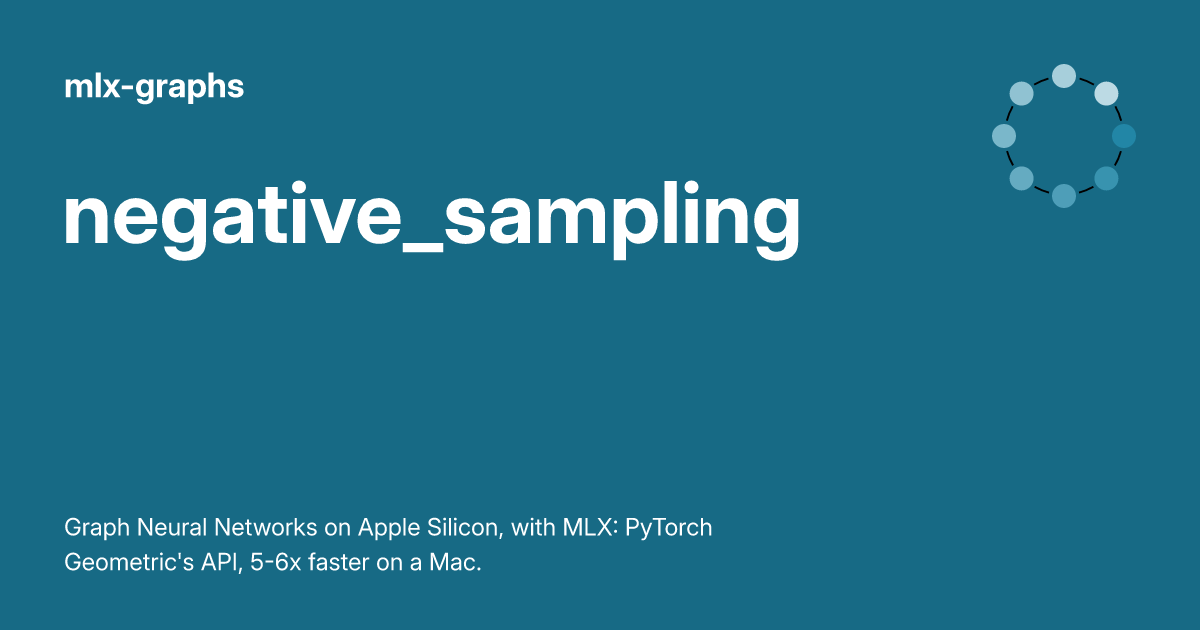 mlx-graphs
negative_sampling
Graph Neural Networks on Apple Silicon, with MLX: PyTorch
Geometric's API, 5-6x faster on a Mac.